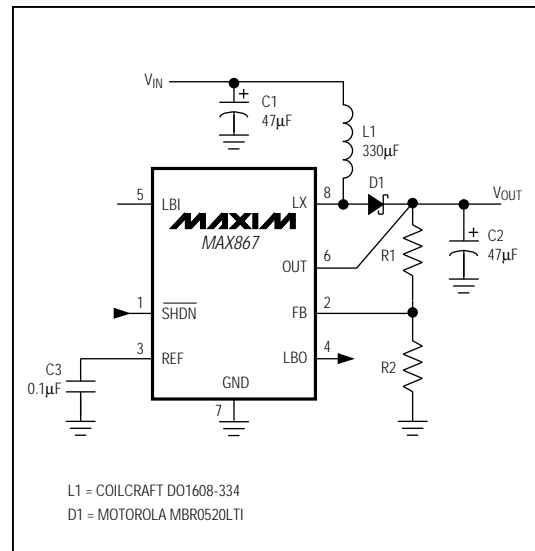 VIN
C1
47µF
L1
330µF
D1
VOUT
5
LBI
LX
8
MAXIM
MAX867
6
OUT
R1
C2
47µF
1
SHDN
FB
2
3
REF
LBO
4
C3
0.1µF
GND
7
R2
L1 = COILCRAFT DO1608-334
D1 = MOTOROLA MBR0520LTI